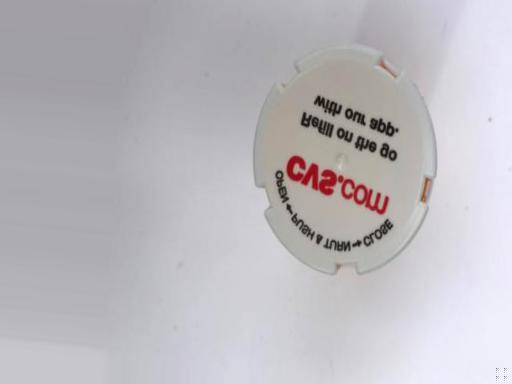 OPEN ← PUSH & TURN → CLOSE
CVS.com
Refill on the go
with our app.